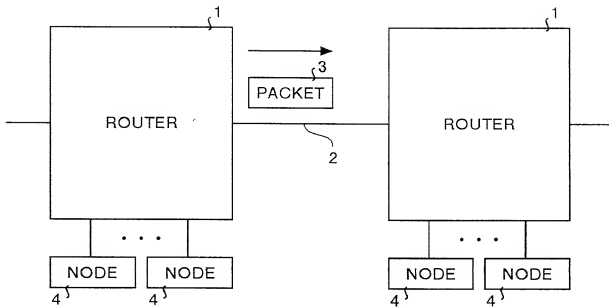 1 1
3
PACKET
ROUTER ROUTER
2
. . . . . .
NODE NODE NODE NODE
4 4 4 4